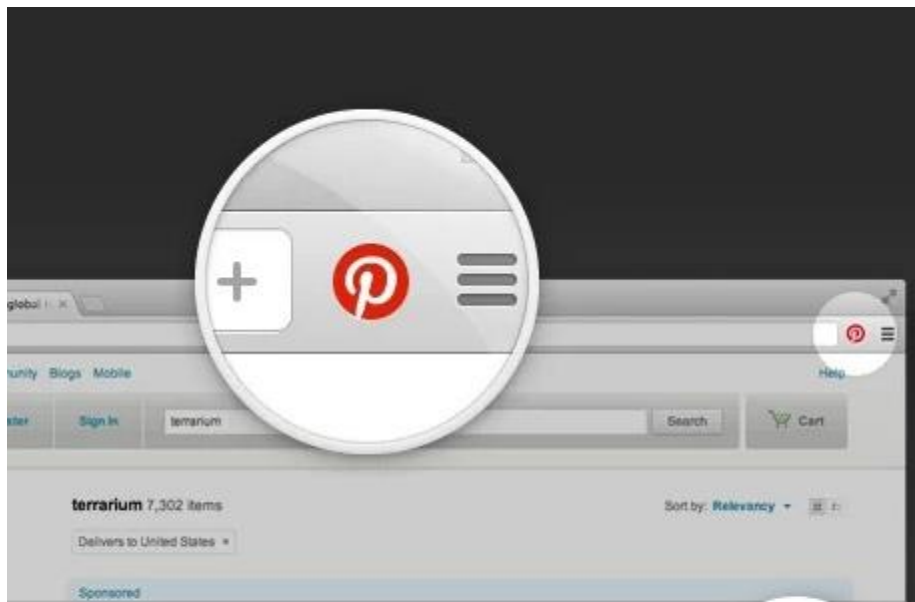 global
Help
Blogs Mobile
Sign In
terrarium
Search
Cart
terrarium 7,302 items
Sort by: Relevancy
Delivers to United States
Sponsored